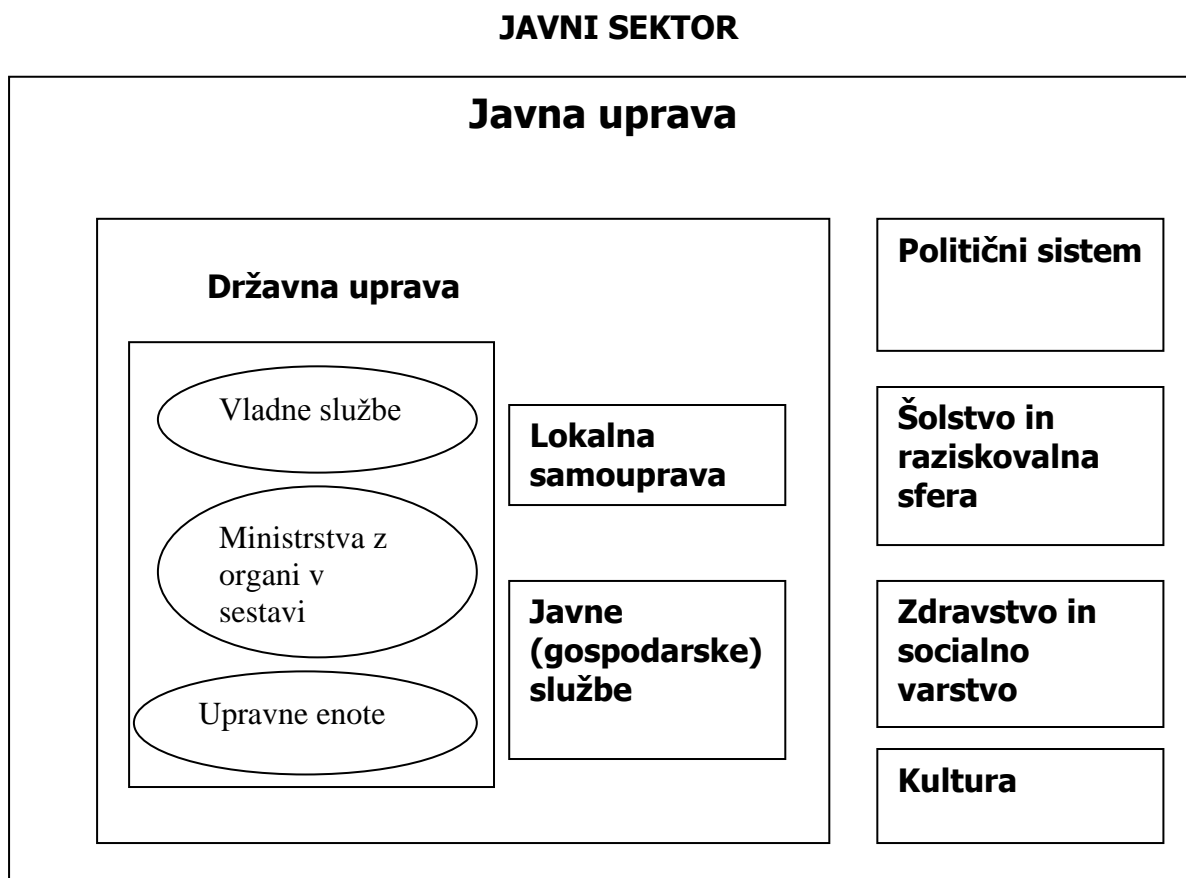 JAVNI SEKTOR
Javna uprava
Državna uprava
Vladne službe
Ministrstva z
organi v
sestavi
Upravne enote
Lokalna
samouprava
Javne
(gospodarske)
službe
Politični sistem
Šolstvo in
raziskovalna
sfera
Zdravstvo in
socialno
varstvo
Kultura